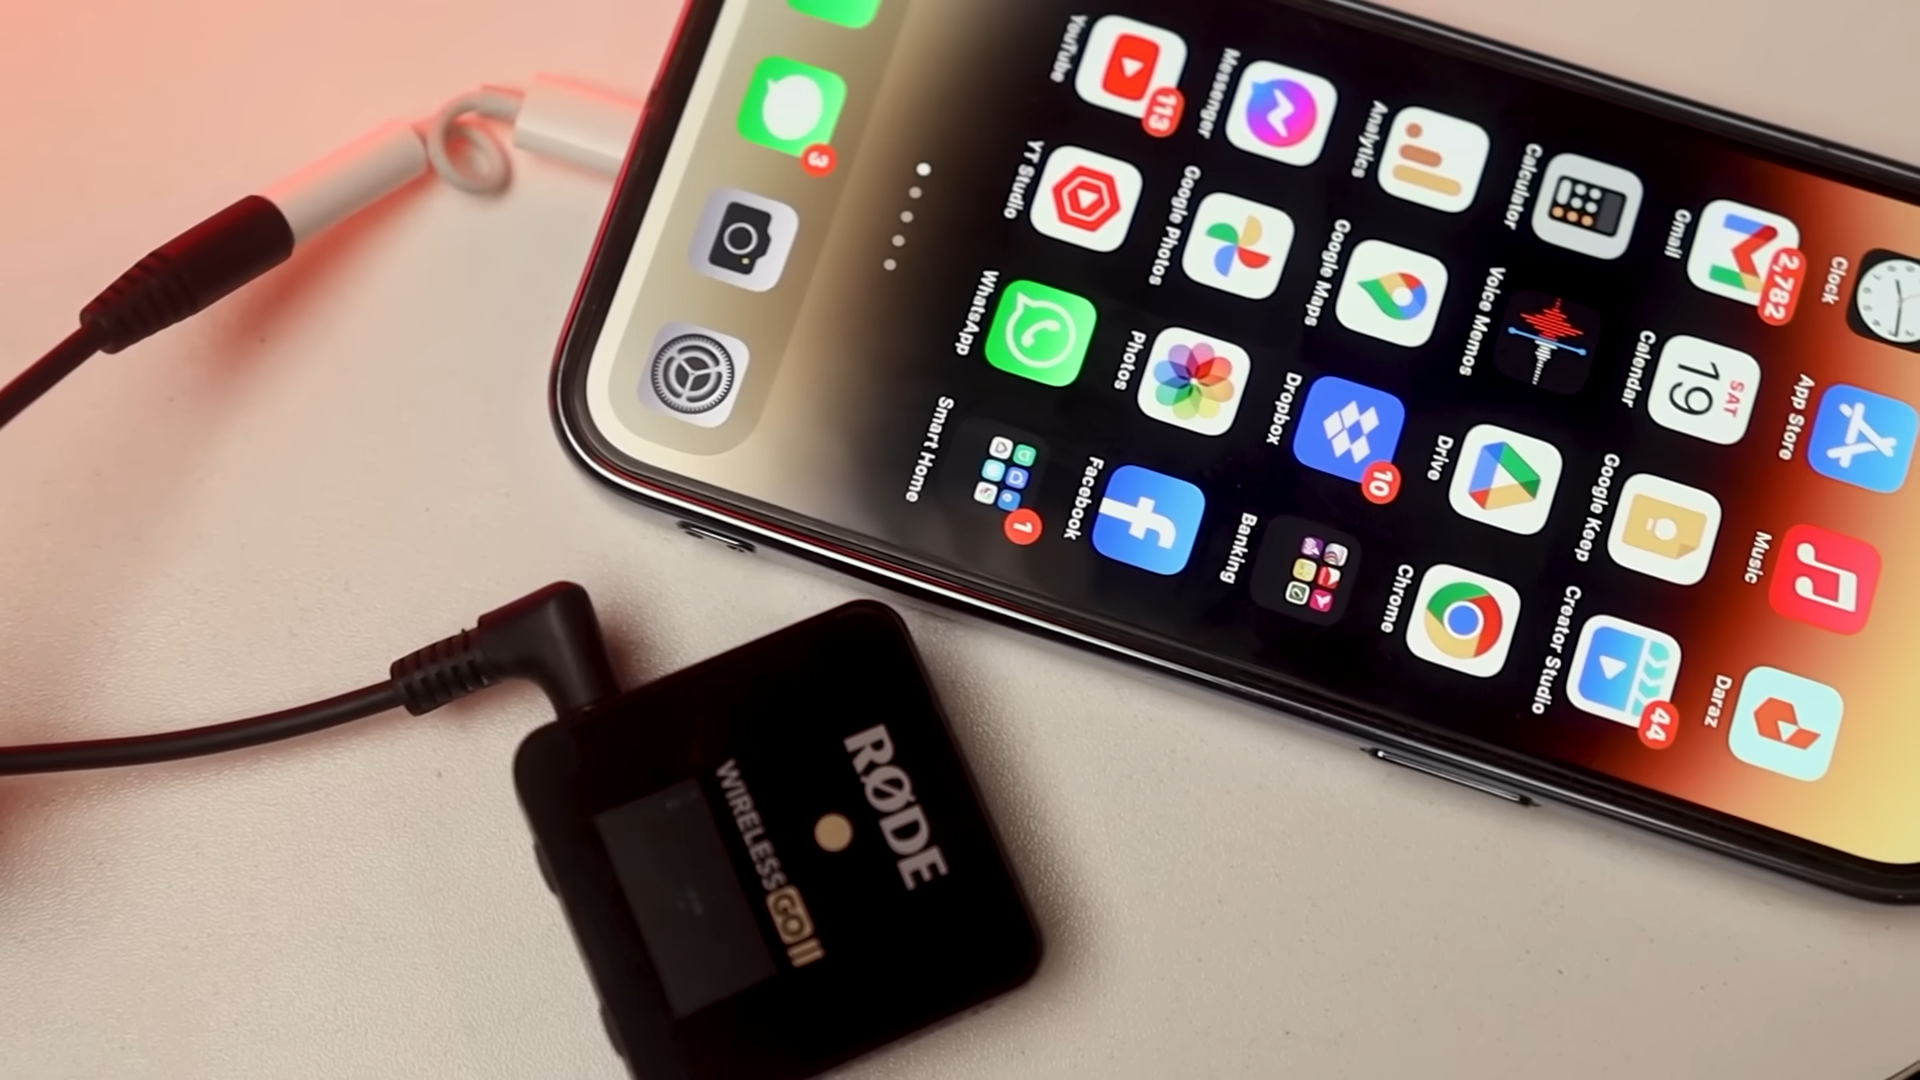 Clock
App Store
Music
Daraz
2,782
Gmail
SAT
19
Calendar
Google Keep
44
Creator Studio
Calculator
Voice Memos
Drive
Chrome
Analytics
Google Maps
10
Dropbox
Banking
Messenger
Google Photos
Photos
Facebook
113
YouTube
YT Studio
WhatsApp
1
Smart Home
3
RØDE
WIRELESS GO II